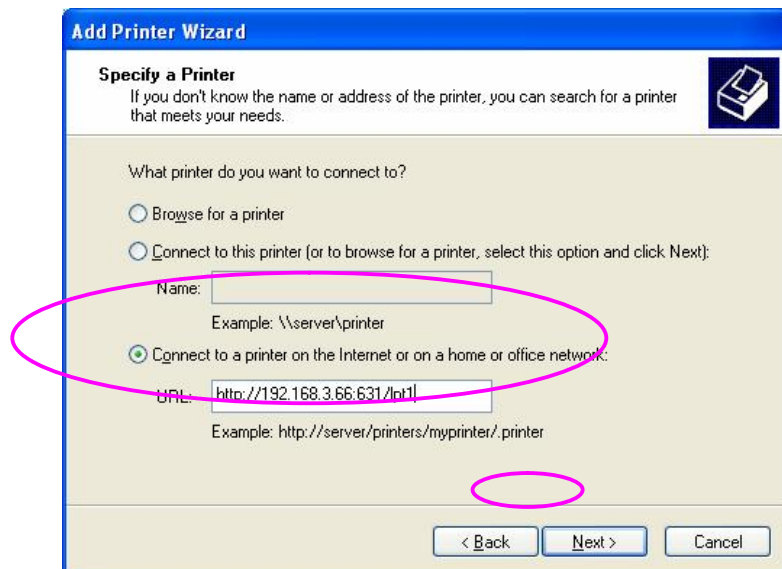 Add Printer Wizard
Specify a Printer
If you don't know the name or address of the printer, you can search for a printer
that meets your needs.
What printer do you want to connect to?
Browse for a printer
Connect to this printer (or to browse for a printer, select this option and click Next):
Name:
Example: \\server\printer
Connect to a printer on the Internet or on a home or office network:
URL: http://192.168.3.66:631/lpt1
Example: http://server/printers/myprinter/.printer
< Back Next > Cancel